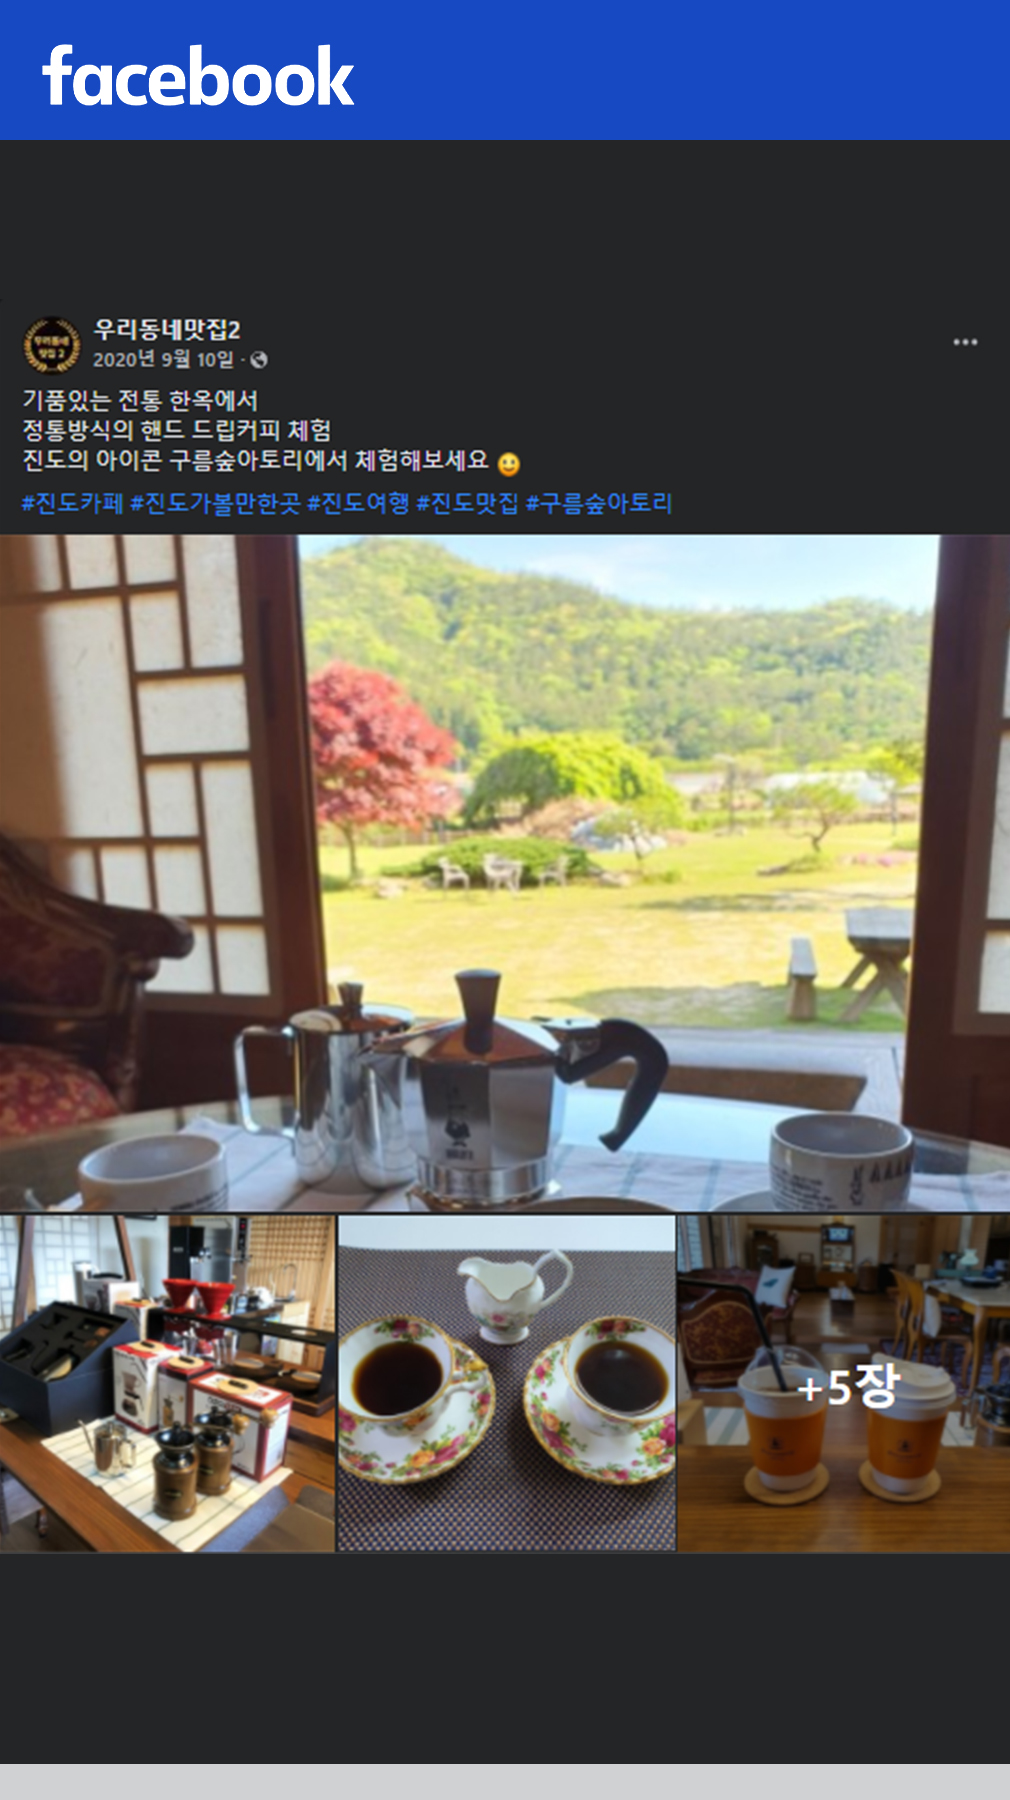 facebook
우리동네맛집2
2020년 9월 10일 ·
기품있는 전통 한옥에서
정통방식의 핸드 드립커피 체험
진도의 아이콘 구름숲아토리에서 체험해보세요
#진도카페 #진도가볼만한곳 #진도여행 #진도맛집 #구름숲아토리
+5장